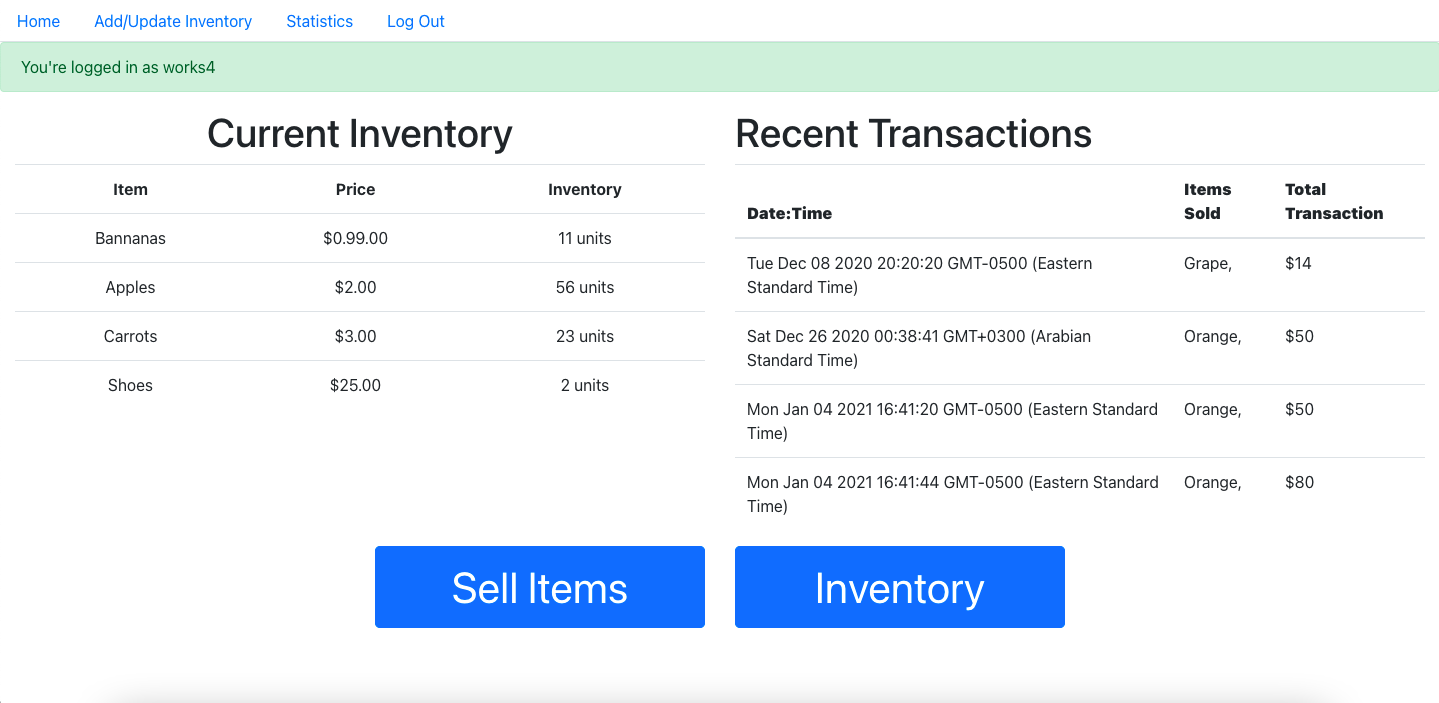 Home Add/Update Inventory Statistics Log Out
You're logged in as works4
Current Inventory
Item Price Inventory
Bannanas $0.99.00 11 units
Apples $2.00 56 units
Carrots $3.00 23 units
Shoes $25.00 2 units
Recent Transactions
Items Total
Date:Time Sold Transaction
Tue Dec 08 2020 20:20:20 GMT-0500 (Eastern Grape, $14
Standard Time)
Sat Dec 26 2020 00:38:41 GMT+0300 (Arabian Orange, $50
Standard Time)
Mon Jan 04 2021 16:41:20 GMT-0500 (Eastern Standard Orange, $50
Time)
Mon Jan 04 2021 16:41:44 GMT-0500 (Eastern Standard Orange, $80
Time)
Sell Items Inventory